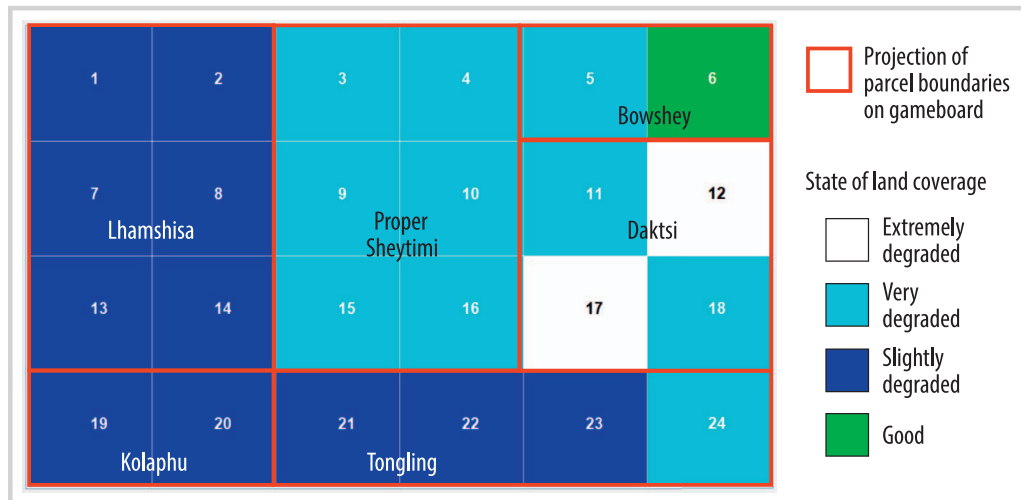 1 2 3 4 5 6
Bowshey
7 8 9 10 11 12
Lhamshisa Proper Sheytimi Daktsi
13 14 15 16 17 18
19 20 21 22 23 24
Kolaphu Tongling
Projection of
parcel boundaries
on gameboard
State of land coverage
Extremely
degraded
Very
degraded
Slightly
degraded
Good